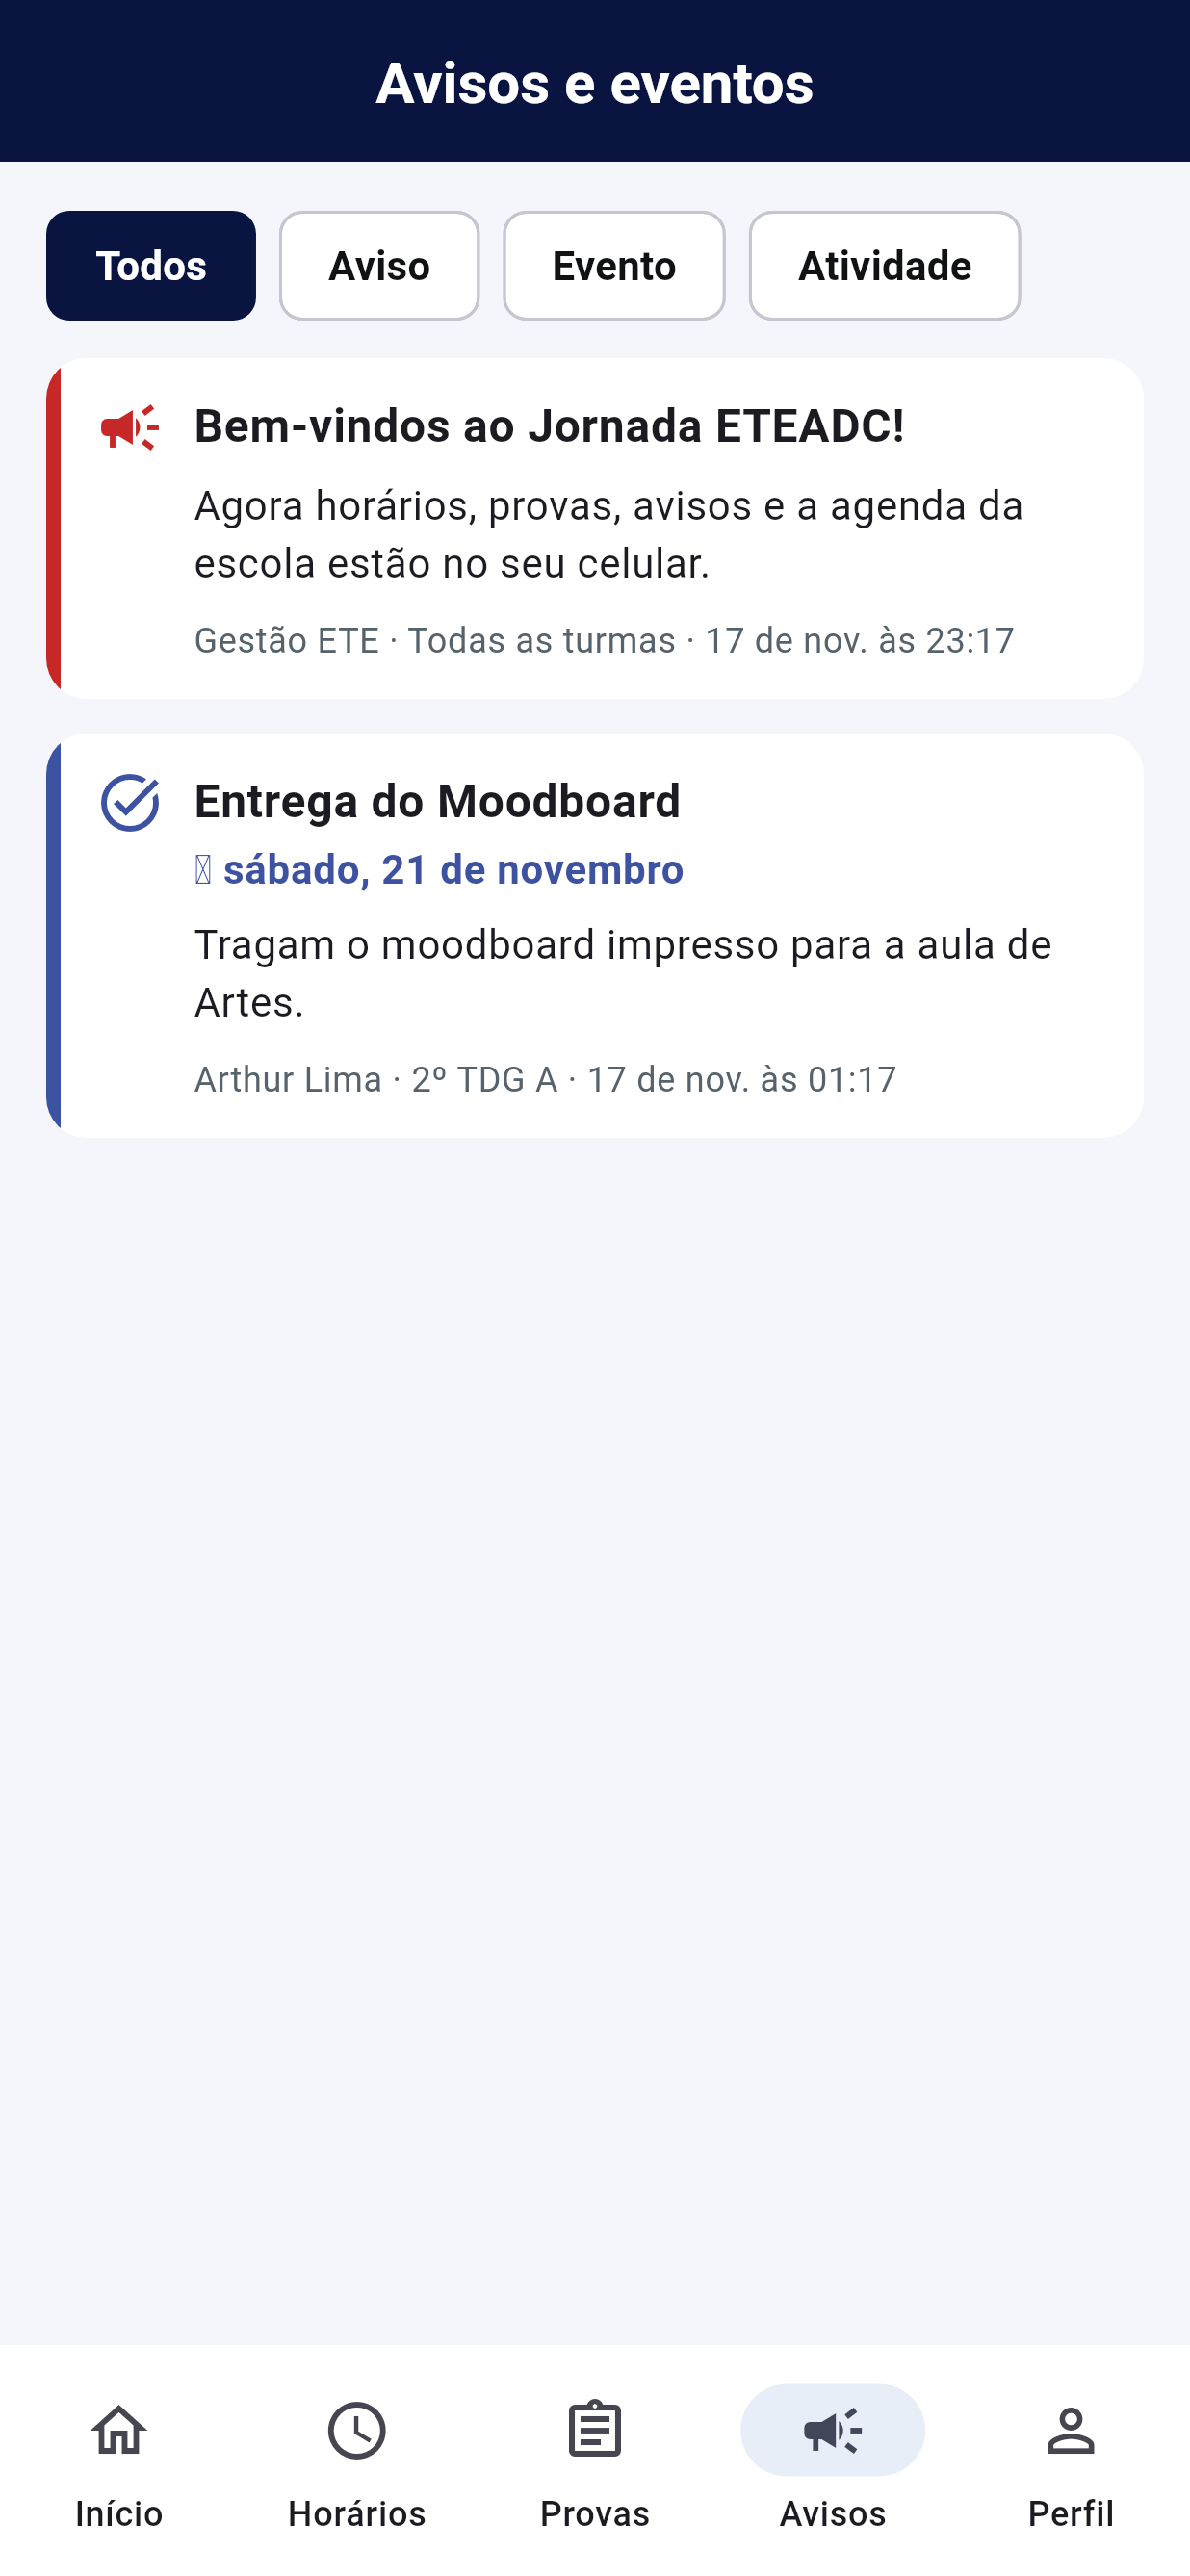 Avisos e eventos
Todos
Aviso
Evento
Atividade
Bem-vindos ao Jornada ETEADC!
Agora horários, provas, avisos e a agenda da
escola estão no seu celular.
Gestão ETE · Todas as turmas · 17 de nov. às 23:17
Entrega do Moodboard
sábado, 21 de novembro
Tragam o moodboard impresso para a aula de
Artes.
Arthur Lima · 2º TDG A · 17 de nov. às 01:17
Início
Horários
Provas
Avisos
Perfil